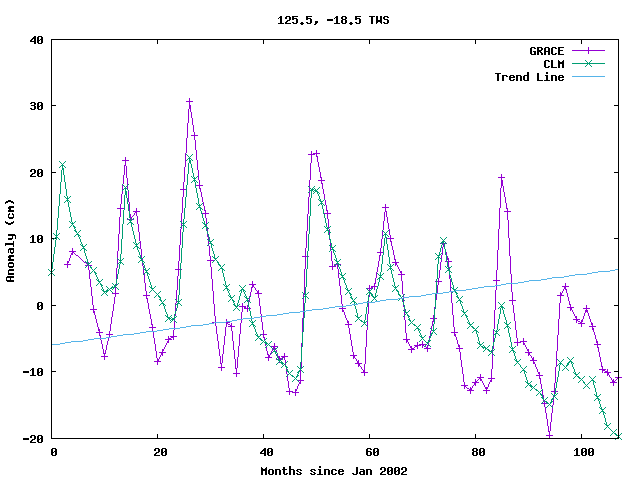 125.5, -18.5 TWS
GRACE
CLM
Trend Line
40
30
20
10
0
-10
-20
Anomaly (cm)
0 20 40 60 80 100
Months since Jan 2002